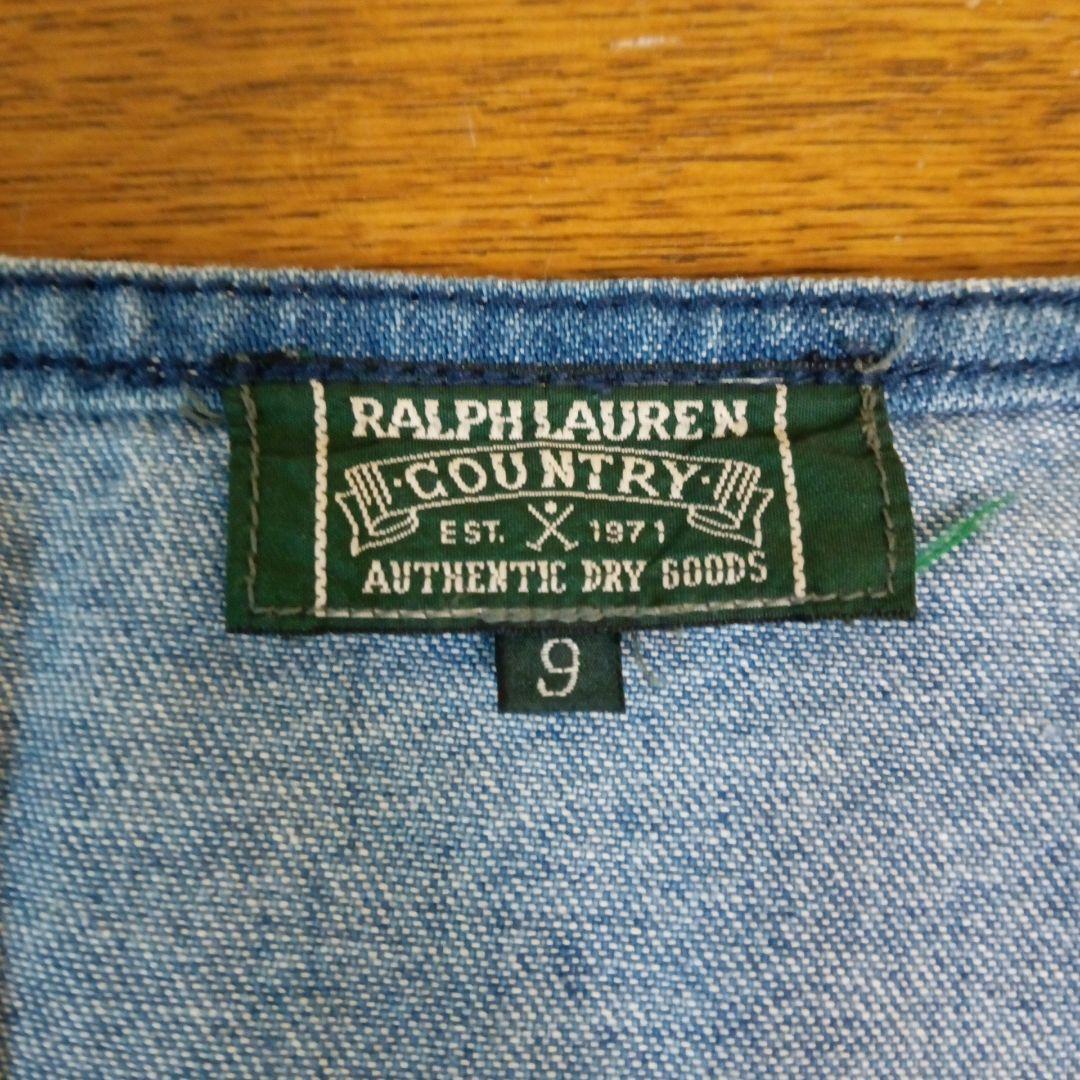 RALPH LAUREN
·COUNTRY·
EST. 1971
AUTHENTIC DRY GOODS
9